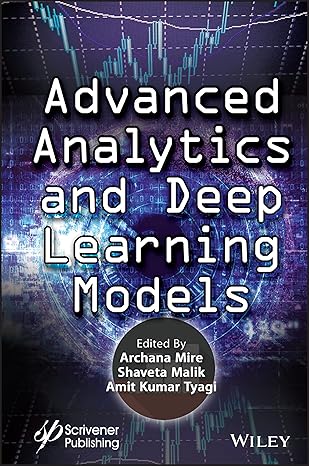 Advanced
Analytics
and Deep
Learning
Models
Edited By
Archana Mire
Shaveta Malik
Amit Kumar Tyagi
Scrivener
Publishing
WILEY